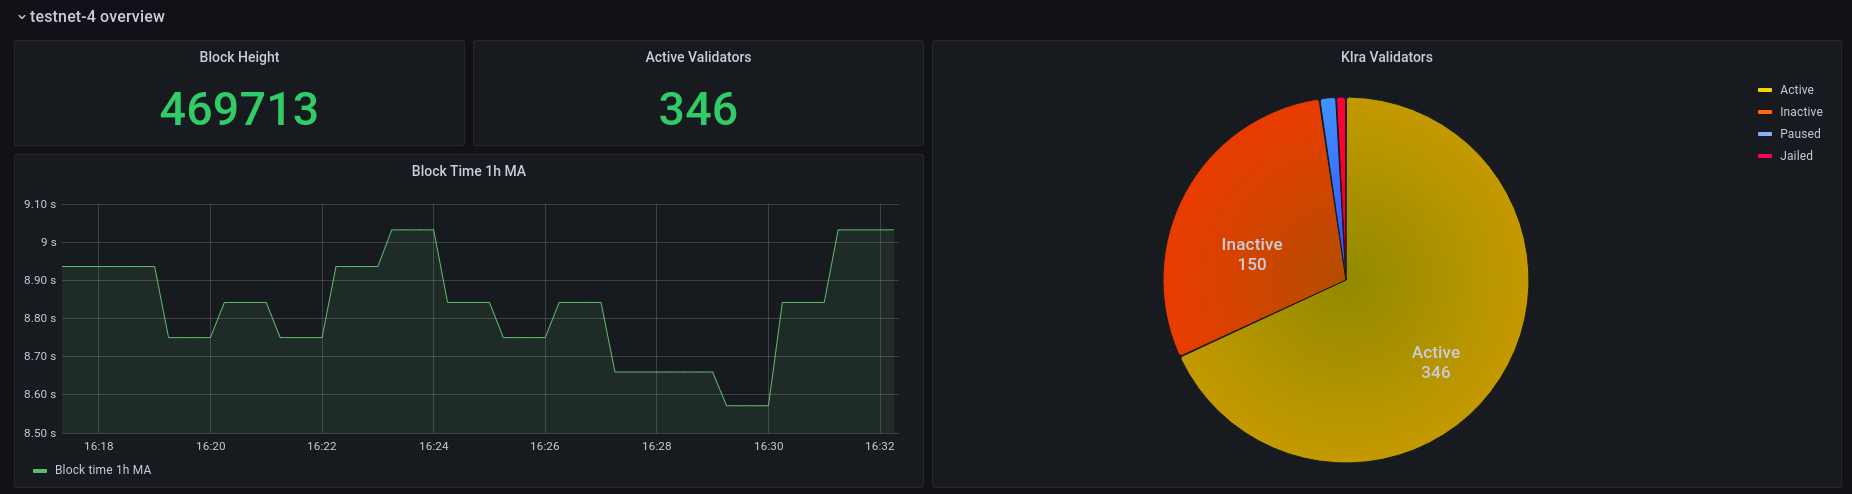 testnet-4 overview
Block Height
469713
Active Validators
346
Block Time 1h MA
9.10 s
9 s
8.90 s
8.80 s
8.70 s
8.60 s
8.50 s
16:18 16:20 16:22 16:24 16:26 16:28 16:30 16:32
Block time 1h MA
KIra Validators
Active
Inactive
Paused
Jailed
Inactive
150
Active
346